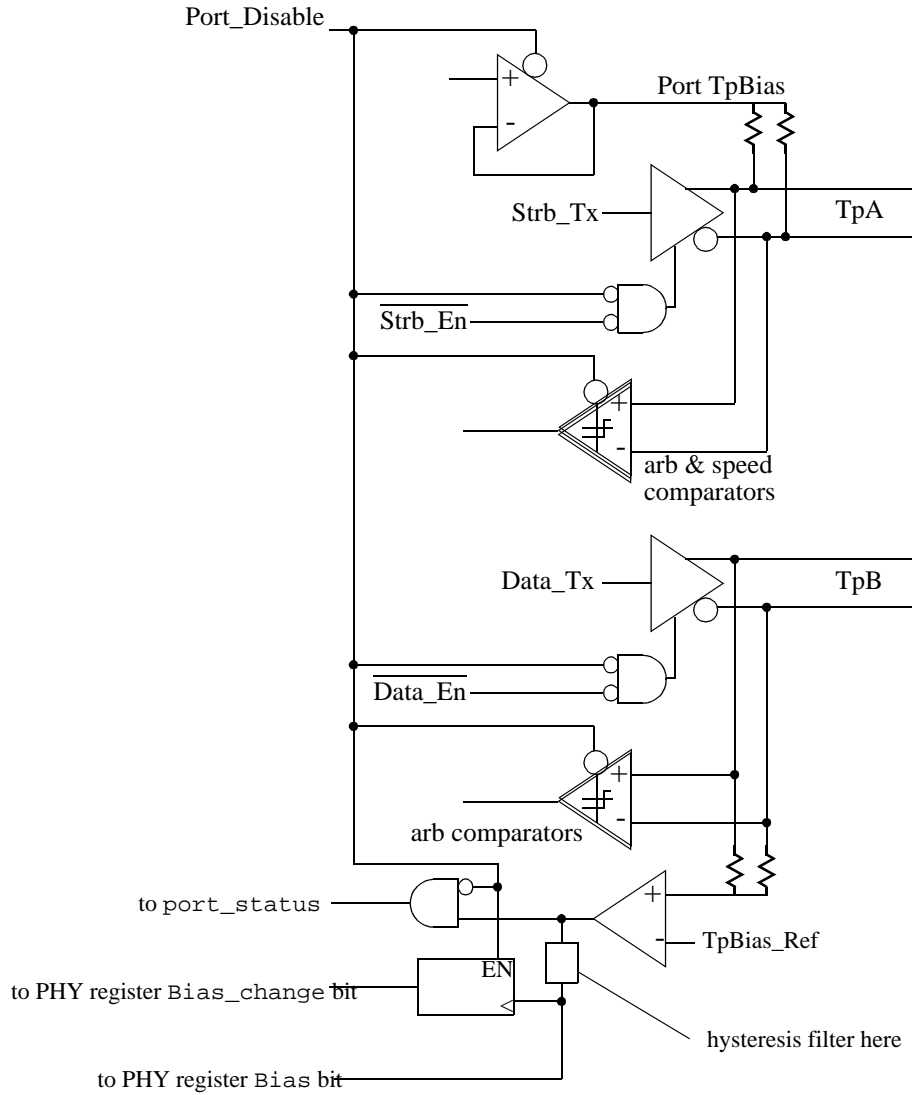 Port_Disable
+
-
Port TpBias
Strb_Tx
TpA
Strb_En
+
-
arb & speed
comparators
Data_Tx
TpB
Data_En
+
-
arb comparators
to port_status
+
-
TpBias_Ref
EN
to PHY register Bias_change bit
hysteresis filter here
to PHY register Bias bit